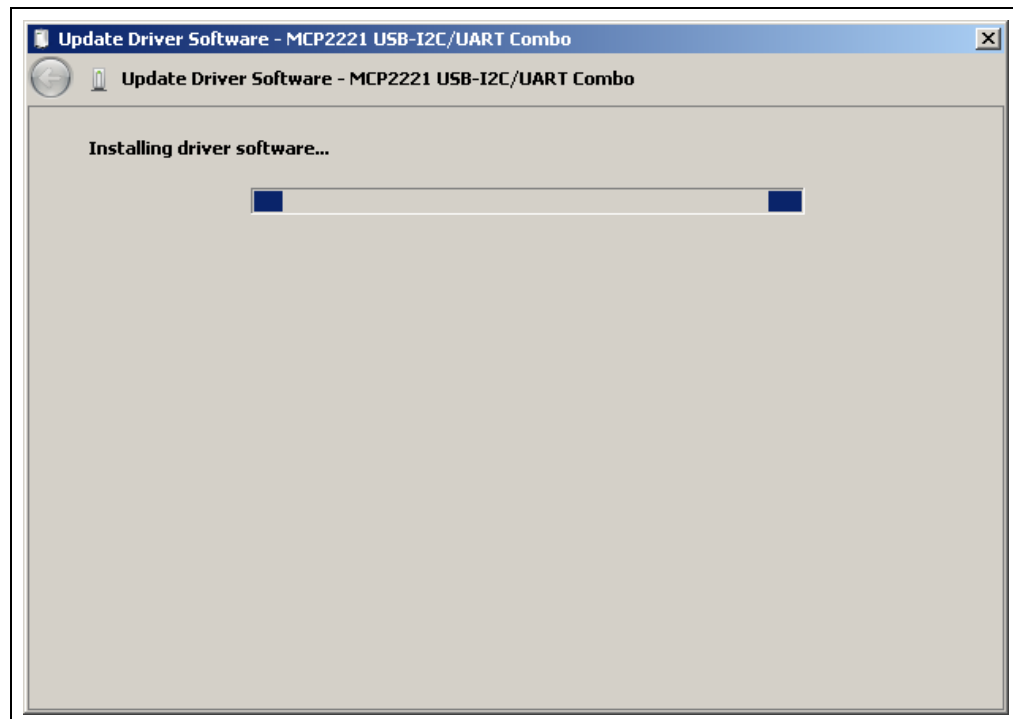 Update Driver Software - MCP2221 USB-I2C/UART Combo
Update Driver Software - MCP2221 USB-I2C/UART Combo
Installing driver software...